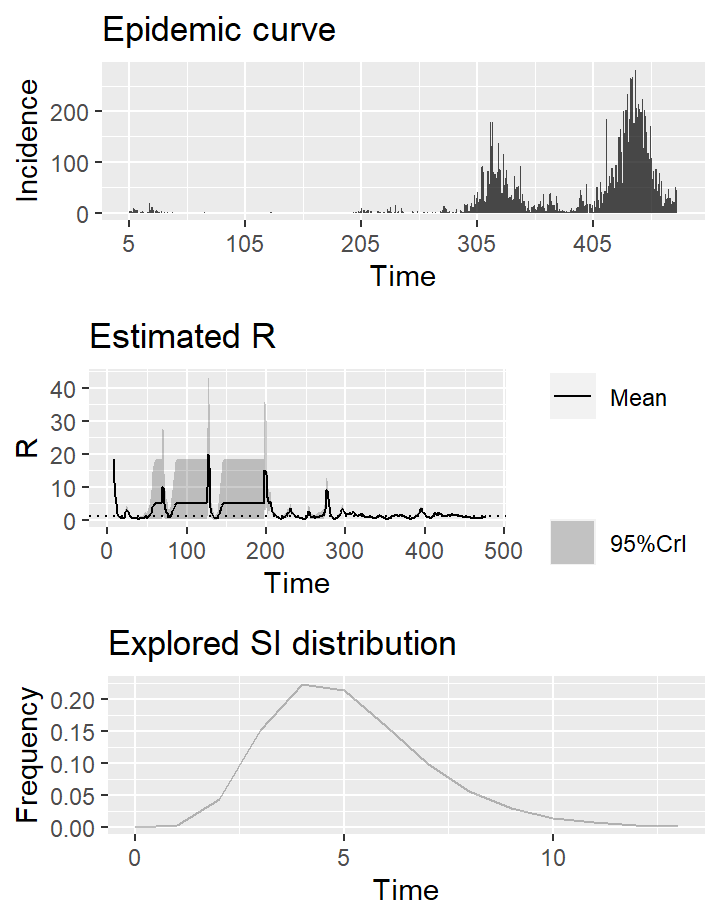 Epidemic curve
Incidence
200
100
0
5 105 205 305 405
Time
Estimated R
R
40
30
20
10
0
0 100 200 300 400 500
Time
Mean
95%CrI
Explored SI distribution
Frequency
0.20
0.15
0.10
0.05
0.00
0 5 10
Time